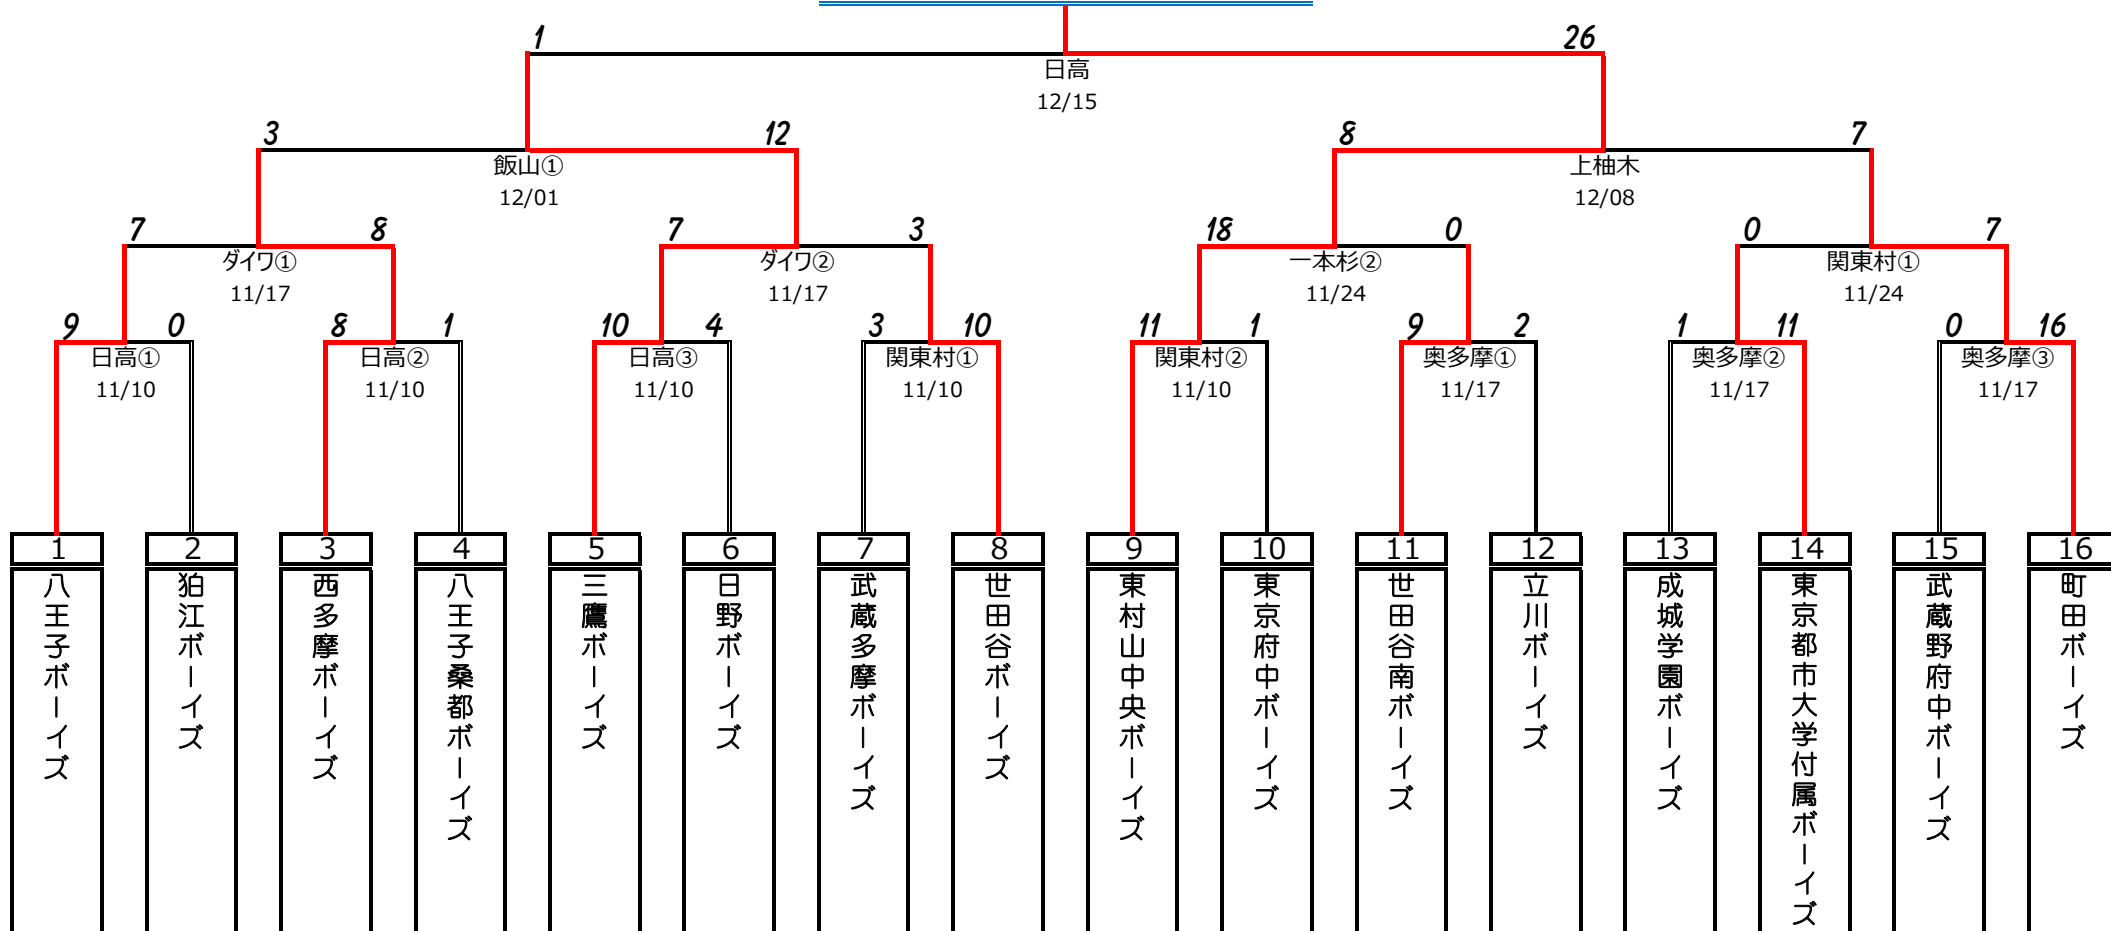 1 26
日高
12/15
3 12 8 7
飯山① 上柚木
12/01 12/08
7 8 7 3 18 0 0 7
ダイワ① ダイワ② 一本杉② 関東村①
11/17 11/17 11/24 11/24
9 0 8 1 10 4 3 10 11 1 9 2 1 11 0 16
日高① 日高② 日高③ 関東村① 関東村② 奥多摩① 奥多摩② 奥多摩③
11/10 11/10 11/10 11/10 11/10 11/17 11/17 11/17
1 2 3 4 5 6 7 8 9 10 11 12 13 14 15 16
八王子ボーイズ
狛江ボーイズ
西多摩ボーイズ
八王子桑都ボーイズ
三鷹ボーイズ
日野ボーイズ
武蔵多摩ボーイズ
世田谷ボーイズ
東村山中央ボーイズ
東京府中ボーイズ
世田谷南ボーイズ
立川ボーイズ
成城学園ボーイズ
東京都市大学付属ボーイズ
武蔵野府中ボーイズ
町田ボーイズ